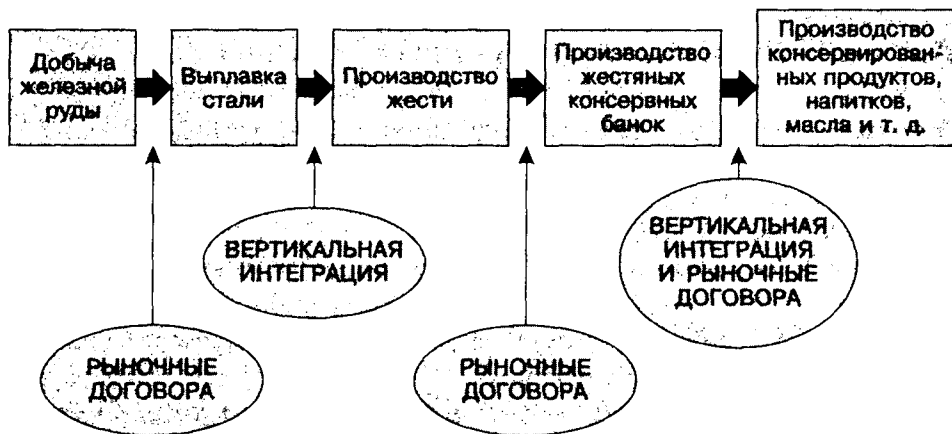 Добыча
железной
руды
Выплавка
стали
Производство
жести
Производство
жестяных
консервных
банок
Производство
консервирован-
ных продуктов,
напитков,
масла и т. д.
ВЕРТИКАЛЬНАЯ
ИНТЕГРАЦИЯ
ВЕРТИКАЛЬНАЯ
ИНТЕГРАЦИЯ
И РЫНОЧНЫЕ
ДОГОВОРА
РЫНОЧНЫЕ
ДОГОВОРА
РЫНОЧНЫЕ
ДОГОВОРА